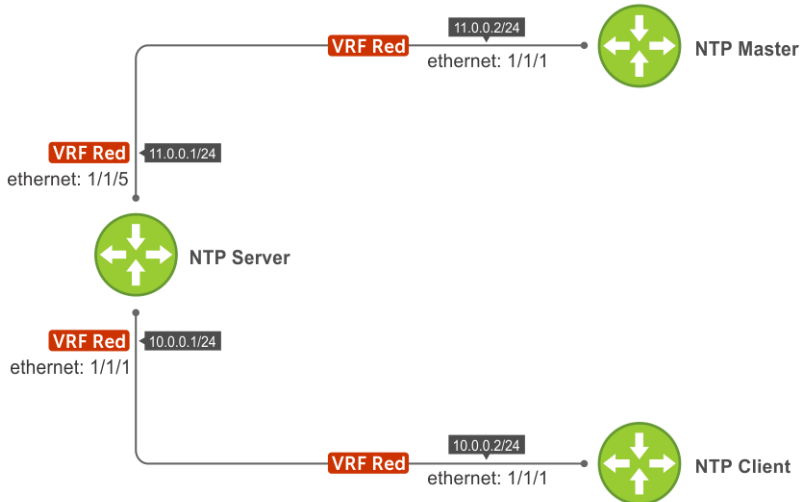 11.0.0.2/24
VRF Red
ethernet: 1/1/1
NTP Master
VRF Red
11.0.0.1/24
ethernet: 1/1/5
NTP Server
VRF Red
10.0.0.1/24
ethernet: 1/1/1
10.0.0.2/24
VRF Red
ethernet: 1/1/1
NTP Client